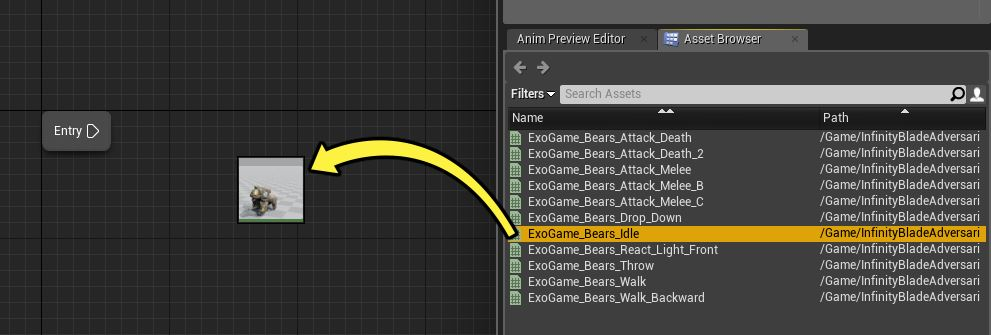 Anim Preview Editor
Asset Browser
Filters
Search Assets
Name
Path
Entry
ExoGame_Bears_Attack_Death
/Game/InfinityBladeAdversari
ExoGame_Bears_Attack_Death_2
/Game/InfinityBladeAdversari
ExoGame_Bears_Attack_Melee
/Game/InfinityBladeAdversari
ExoGame_Bears_Attack_Melee_B
/Game/InfinityBladeAdversari
ExoGame_Bears_Attack_Melee_C
/Game/InfinityBladeAdversari
ExoGame_Bears_Drop_Down
/Game/InfinityBladeAdversari
ExoGame_Bears_Idle
/Game/InfinityBladeAdversari
ExoGame_Bears_React_Light_Front
/Game/InfinityBladeAdversari
ExoGame_Bears_Throw
/Game/InfinityBladeAdversari
ExoGame_Bears_Walk
/Game/InfinityBladeAdversari
ExoGame_Bears_Walk_Backward
/Game/InfinityBladeAdversari